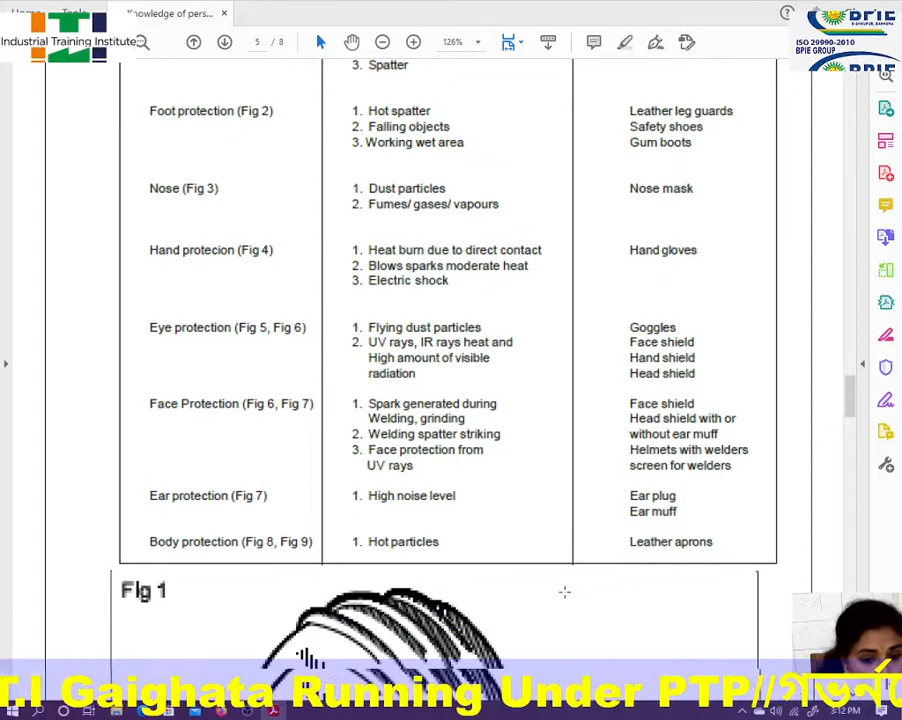 Home
Tools
Knowledge of pers...
×
Industrial Training Institute
5 / 8
126%
BPIE
ISO 29990-2010
BPIE GROUP
3. Spatter
Foot protection (Fig 2)
1. Hot spatter
Leather leg guards
2. Falling objects
Safety shoes
3. Working wet area
Gum boots
Nose (Fig 3)
1. Dust particles
Nose mask
2. Fumes/ gases/ vapours
Hand protecion (Fig 4)
1. Heat burn due to direct contact
Hand gloves
2. Blows sparks moderate heat
3. Electric shock
Eye protection (Fig 5, Fig 6)
1. Flying dust particles
Goggles
2. UV rays, IR rays heat and
Face shield
High amount of visible
Hand shield
radiation
Head shield
Face Protection (Fig 6, Fig 7)
1. Spark generated during
Face shield
Welding, grinding
Head shield with or
2. Welding spatter striking
without ear muff
3. Face protection from
Helmets with welders
UV rays
screen for welders
Ear protection (Fig 7)
1. High noise level
Ear plug
Ear muff
Body protection (Fig 8, Fig 9)
1. Hot particles
Leather aprons
FIg 1
T.I Gaighata Running Under PTP//গভর্ন
3:12 PM